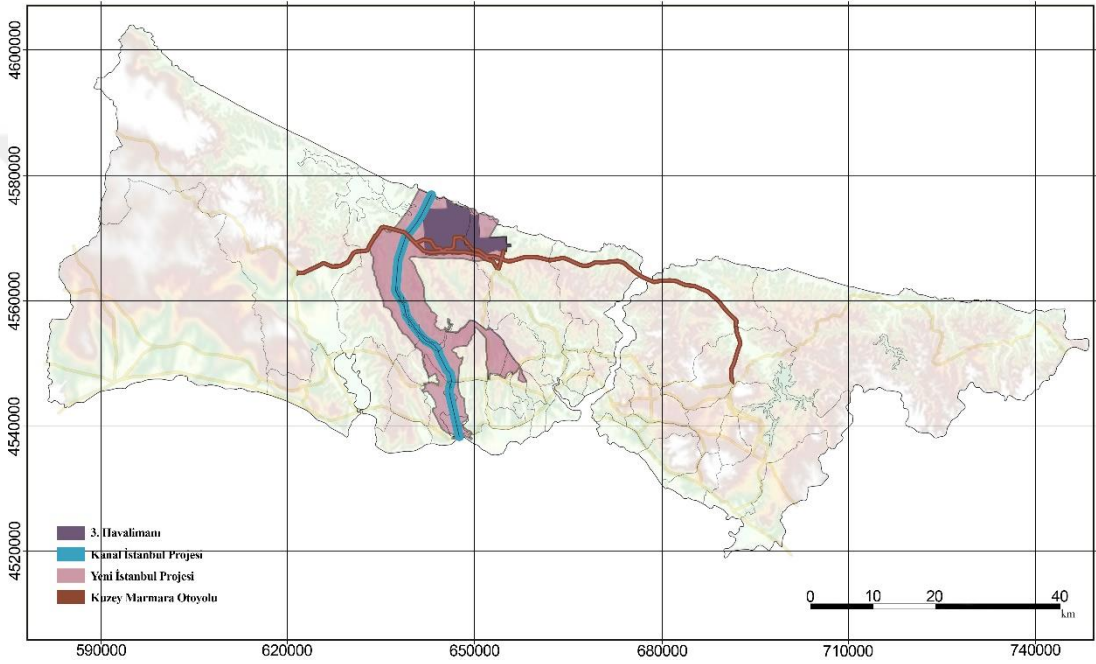 4600000
4580000
4560000
4540000
4520000
3. Havalimanı
Kanal İstanbul Projesi
Yeni İstanbul Projesi
Kuzey Marmara Otoyolu
0 10 20 40
km
590000 620000 650000 680000 710000 740000